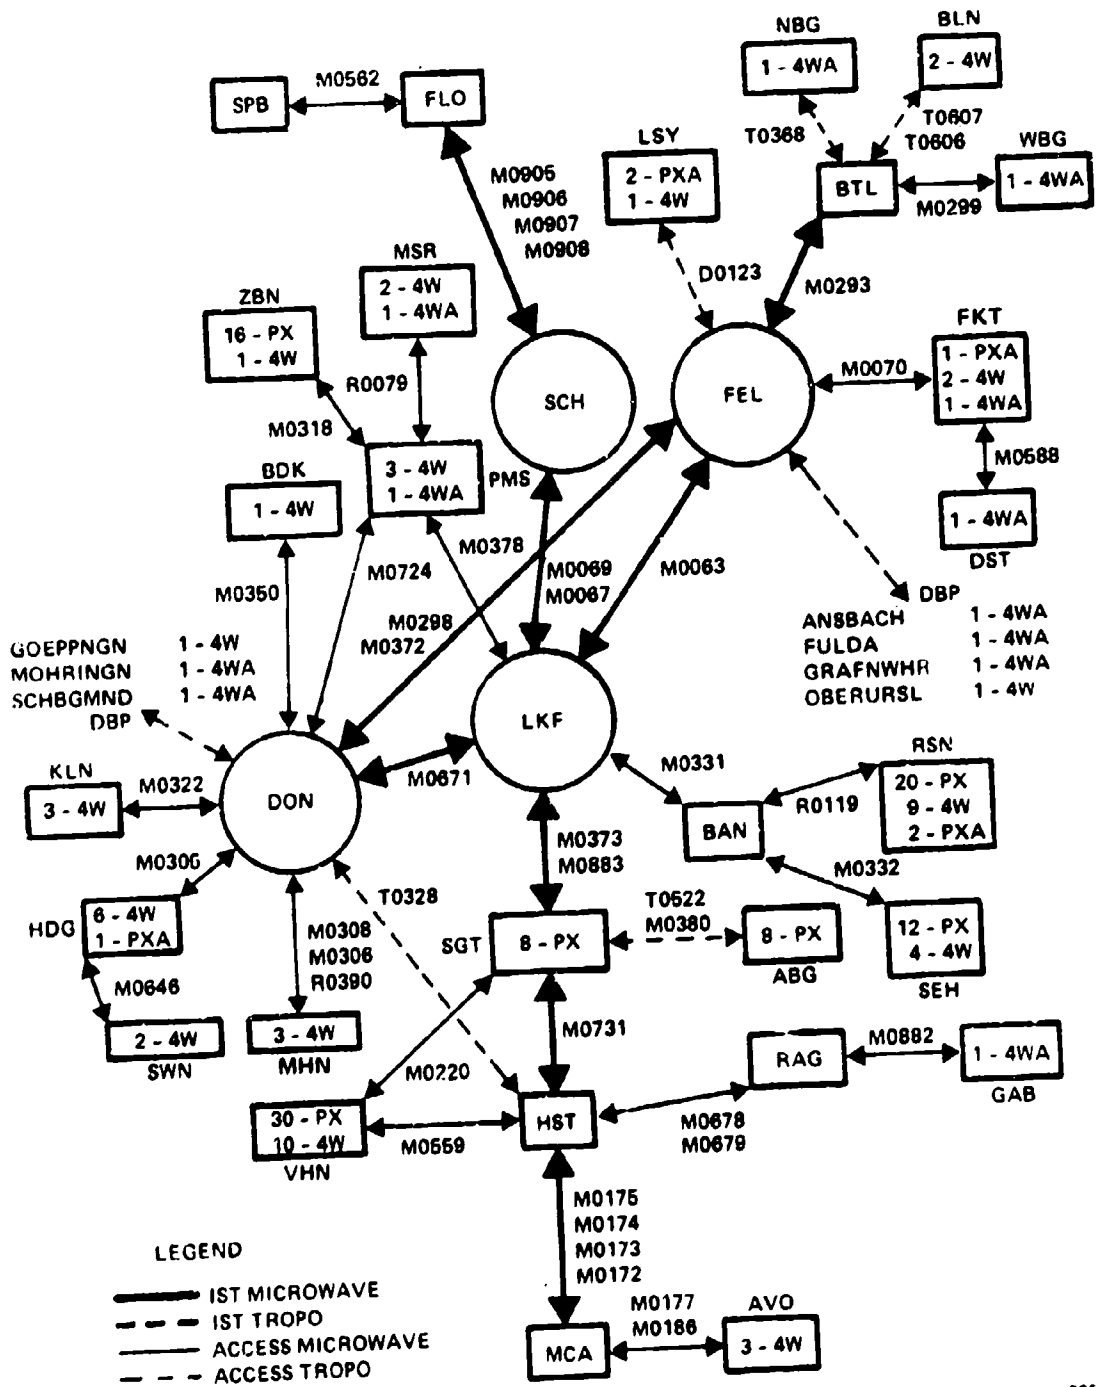 NBG
1 - 4WA
BLN
2 - 4W
SPB
M0562
FLO
T0368
T0607
T0606
LSY
2 - PXA
1 - 4W
BTL
WBG
1 - 4WA
M0299
M0905
M0906
M0907
M0908
MSR
2 - 4W
1 - 4WA
D0123
M0293
ZBN
16 - PX
1 - 4W
R0079
SCH
FEL
M0070
FKT
1 - PXA
2 - 4W
1 - 4WA
M0318
M0588
BDK
1 - 4W
3 - 4W
1 - 4WA
PMS
1 - 4WA
DST
M0378
M0724
M0350
M0069
M0067
M0063
M0298
M0372
DBP
ANSBACH 1 - 4WA
FULDA 1 - 4WA
GRAFNWHR 1 - 4WA
OBERURSL 1 - 4W
GOEPPNGN 1 - 4W
MOHRINGN 1 - 4WA
SCHBGMND 1 - 4WA
DBP
LKF
KLN
3 - 4W
M0322
DON
M0671
M0331
RSN
20 - PX
9 - 4W
2 - PXA
R0119
BAN
M0373
M0883
M0332
M0305
T0328
HDG
6 - 4W
1 - PXA
M0308
M0306
R0390
SGT
8 - PX
T0522
M0380
8 - PX
ABG
12 - PX
4 - 4W
SEH
M0646
2 - 4W
SWN
3 - 4W
MHN
M0731
M0220
RAG
M0882
1 - 4WA
GAB
30 - PX
10 - 4W
VHN
M0559
HST
M0678
M0679
M0175
M0174
M0173
M0172
LEGEND
IST MICROWAVE
IST TROPO
ACCESS MICROWAVE
ACCESS TROPO
MCA
M0177
M0186
AVO
3 - 4W